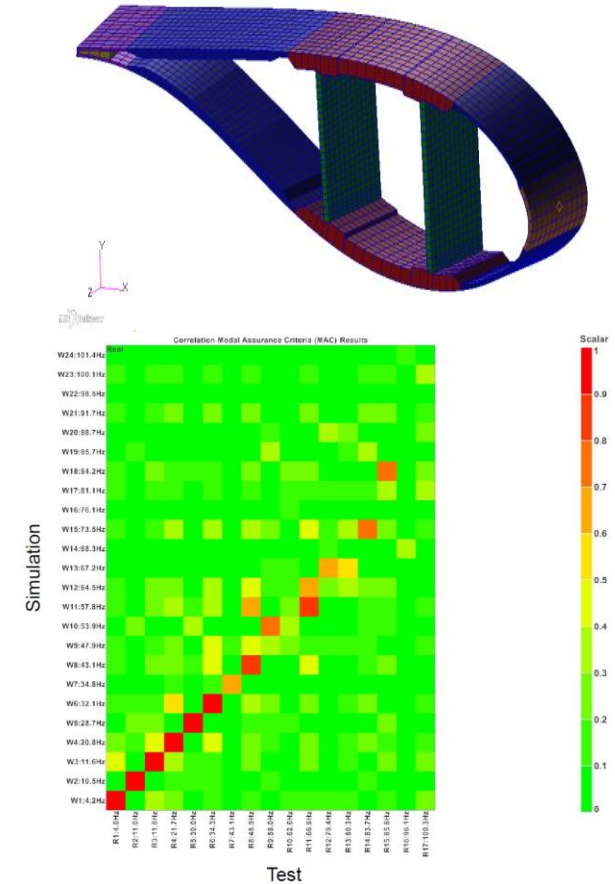 Y
Z
X
Correlation Modal Assurance Criteria (MAC) Results
Scalar
Real
1
0.9
0.8
0.7
0.6
0.5
0.4
0.3
0.2
0.1
0
Simulation
W24:101.4Hz
W23:100.1Hz
W22:98.5Hz
W21:91.7Hz
W20:88.7Hz
W19:85.7Hz
W18:84.2Hz
W17:81.1Hz
W16:76.1Hz
W15:73.5Hz
W14:68.3Hz
W13:67.2Hz
W12:64.5Hz
W11:57.8Hz
W10:53.9Hz
W9:47.9Hz
W8:43.1Hz
W7:34.8Hz
W6:32.1Hz
W5:28.7Hz
W4:20.8Hz
W3:11.6Hz
W2:10.5Hz
W1:4.2Hz
R1:4.0Hz
R2:11.0Hz
R4:21.7Hz
R5:30.0Hz
R6:34.3Hz
R7:43.1Hz
R8:48.9Hz
R9:58.0Hz
R10:62.6Hz
R11:66.8Hz
R12:79.4Hz
R13:80.3Hz
R14:83.7Hz
R15:85.8Hz
R16:96.1Hz
R17:100.3Hz
Test